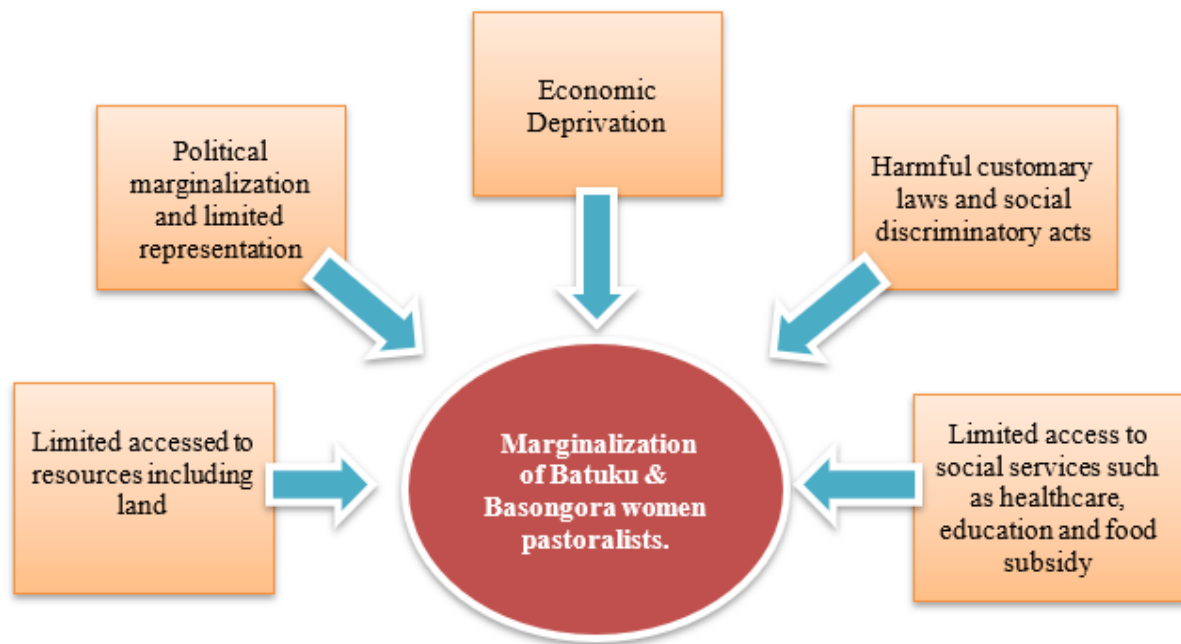 Economic
Deprivation
Political
marginalization
and limited
representation
Harmful customary
laws and social
discriminatory acts
Limited accessed to
resources including
land
Marginalization
of Batuku &
Basongora women
pastoralists.
Limited access to
social services such
as healthcare,
education and food
subsidy